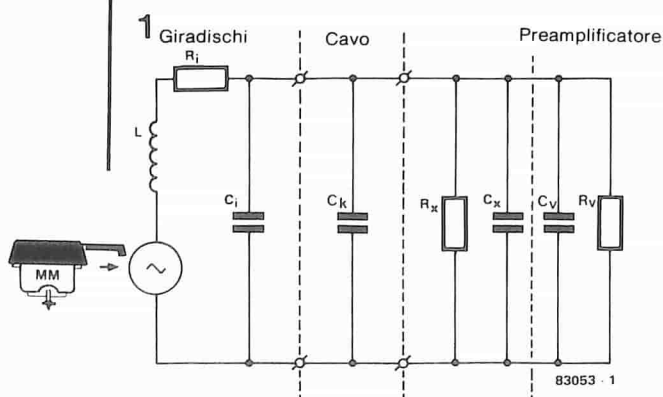 1 Giradischi Cavo Preamplificatore
Ri
L
Ci Ck Rx Cx Cv Rv
MM
83053 - 1